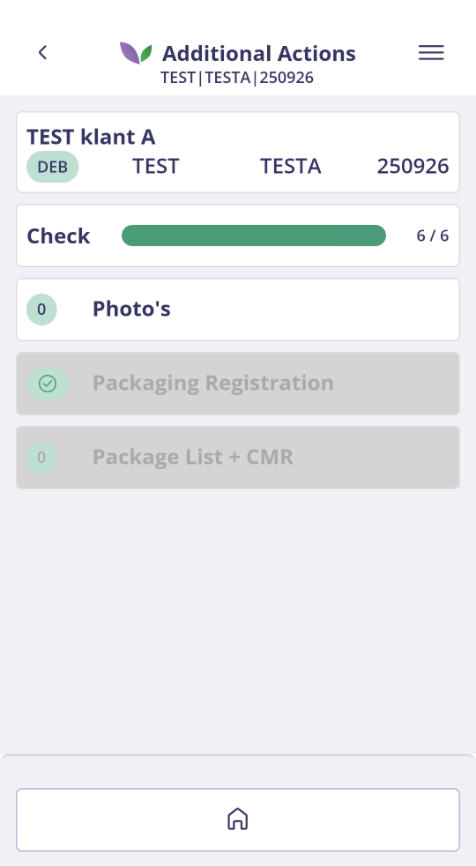 Additional Actions
TEST|TESTA|250926
TEST klant A
DEB TEST TESTA 250926
Check 6 / 6
0 Photo's
Packaging Registration
0 Package List + CMR